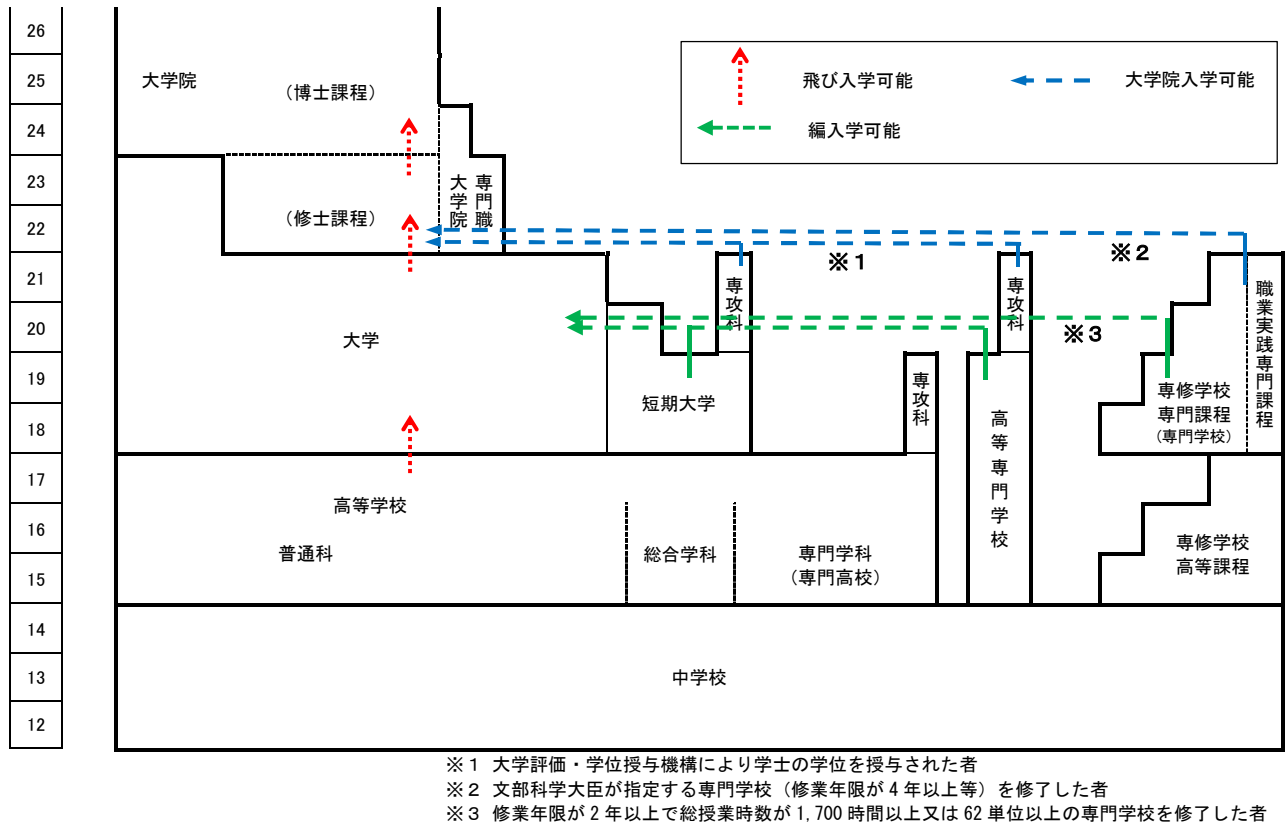 26
25
24
23
22
21
20
19
18
17
16
15
14
13
12
飛び入学可能
大学院入学可能
編入学可能
大学院
(博士課程)
(修士課程)
専門職
大学院
※1
※2
専攻科
専攻科
職業実践専門課程
大学
※3
短期大学
専攻科
高等専門学校
専修学校
専門課程
(専門学校)
高等学校
普通科
総合学科
専門学科
(専門高校)
専修学校
高等課程
中学校
※1 大学評価・学位授与機構により学士の学位を授与された者
※2 文部科学大臣が指定する専門学校(修業年限が4年以上等)を修了した者
※3 修業年限が2年以上で総授業時数が1,700時間以上又は62単位以上の専門学校を修了した者